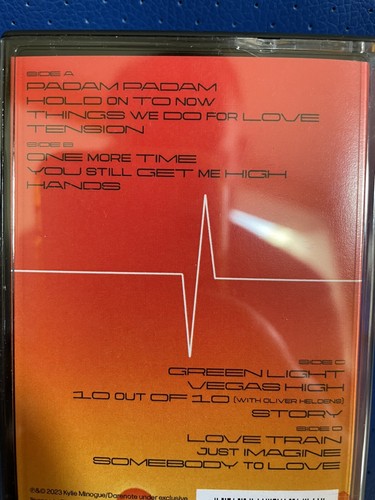 SIDE A
PADAM PADAM
HOLD ON TO NOW
THINGS WE DO FOR LOVE
TENSION
SIDE B
ONE MORE TIME
YOU STILL GET ME HIGH
HANDS
SIDE C
GREEN LIGHT
VEGAS HIGH
10 OUT OF 10 (WITH OLIVER HELDENS)
STORY
SIDE D
LOVE TRAIN
JUST IMAGINE
SOMEBODY TO LOVE
℗&© 2023 Kylie Minogue/Darenote under exclusive